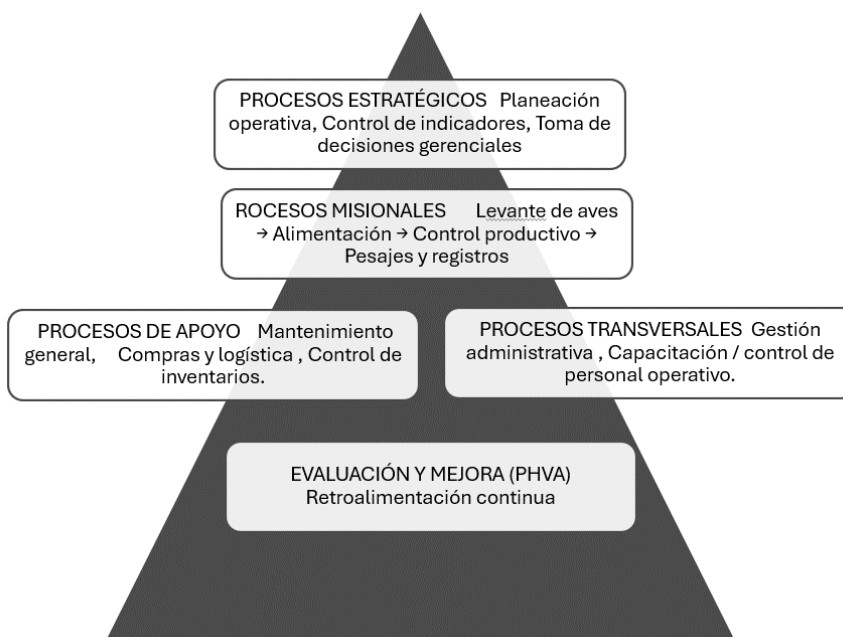 PROCESOS ESTRATÉGICOS   Planeación
operativa, Control de indicadores, Toma de
decisiones gerenciales
ROCESOS MISIONALES      Levante de aves
→ Alimentación → Control productivo →
Pesajes y registros
PROCESOS DE APOYO   Mantenimiento
general,   Compras y logística , Control de
inventarios.
PROCESOS TRANSVERSALES  Gestión
administrativa , Capacitación / control de
personal operativo.
EVALUACIÓN Y MEJORA (PHVA)
Retroalimentación continua